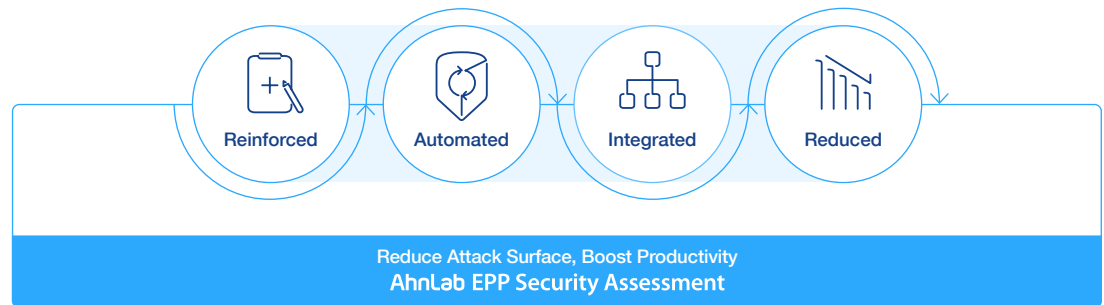 Reinforced
Automated
Integrated
Reduced
Reduce Attack Surface, Boost Productivity
AhnLab EPP Security Assessment